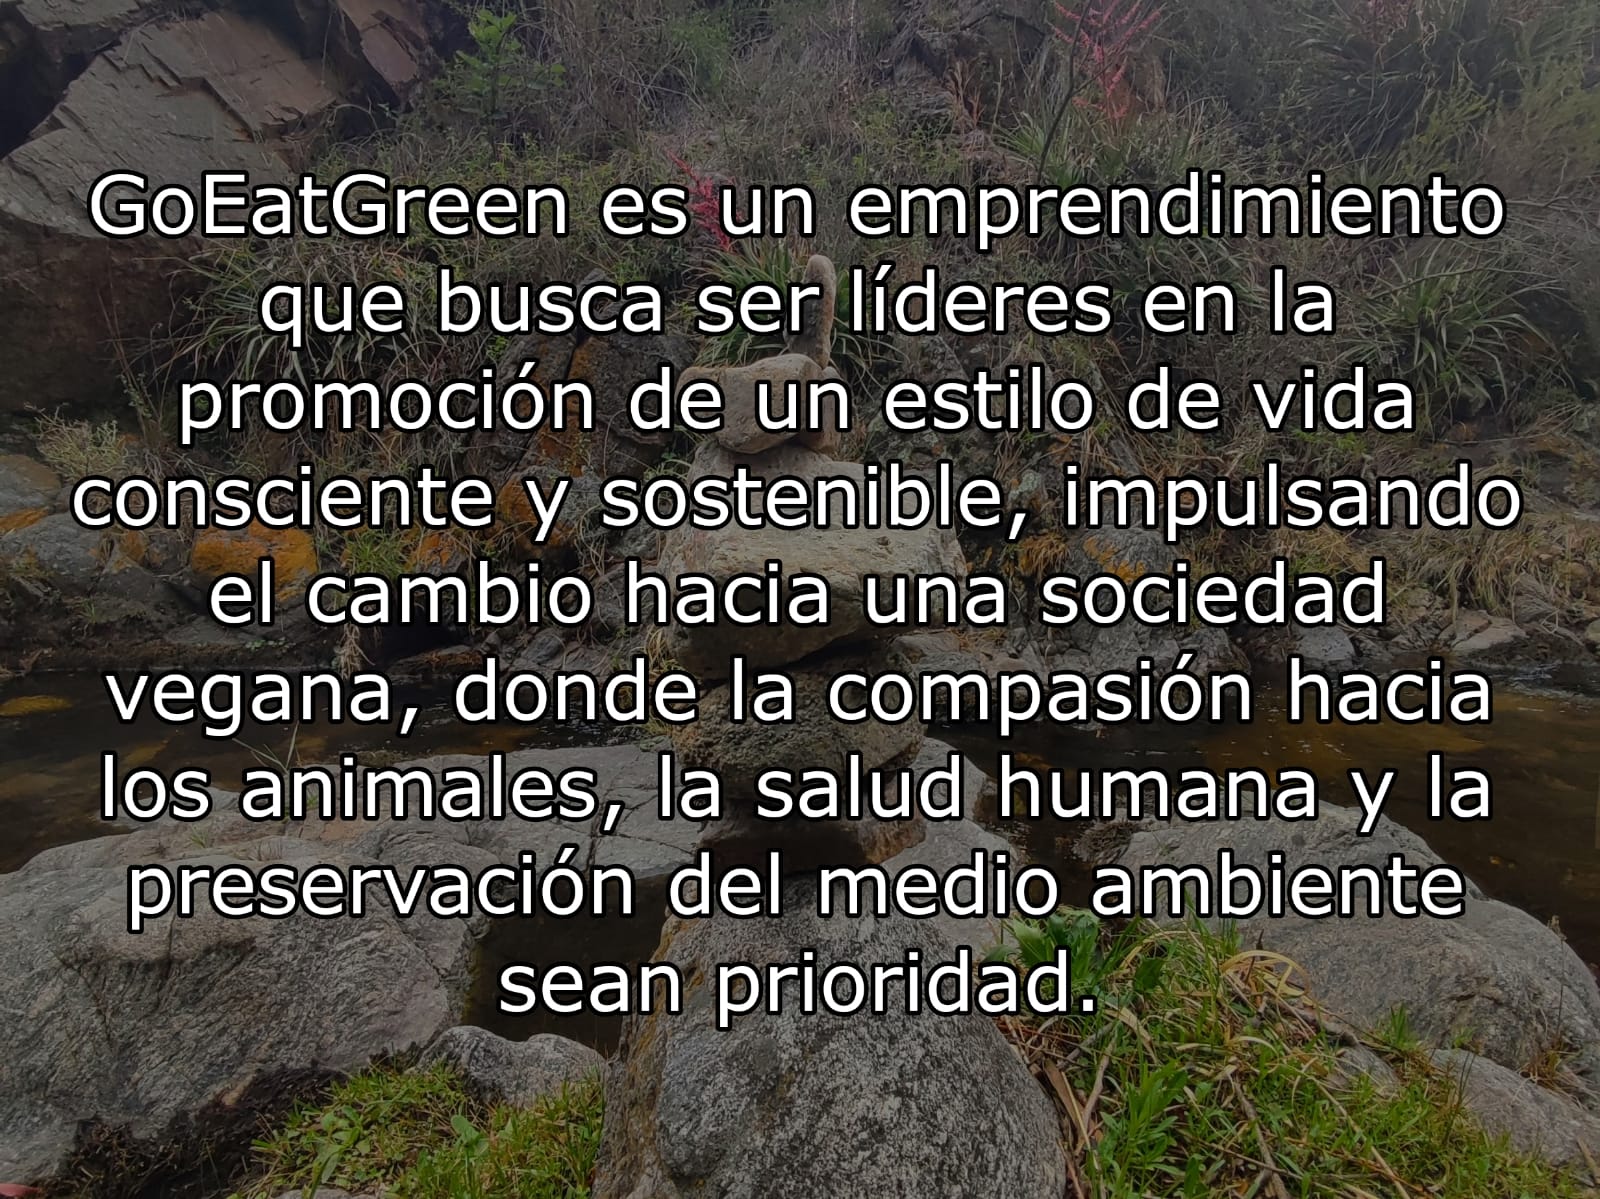 GoEatGreen es un emprendimiento
que busca ser líderes en la
promoción de un estilo de vida
consciente y sostenible, impulsando
el cambio hacia una sociedad
vegana, donde la compasión hacia
los animales, la salud humana y la
preservación del medio ambiente
sean prioridad.